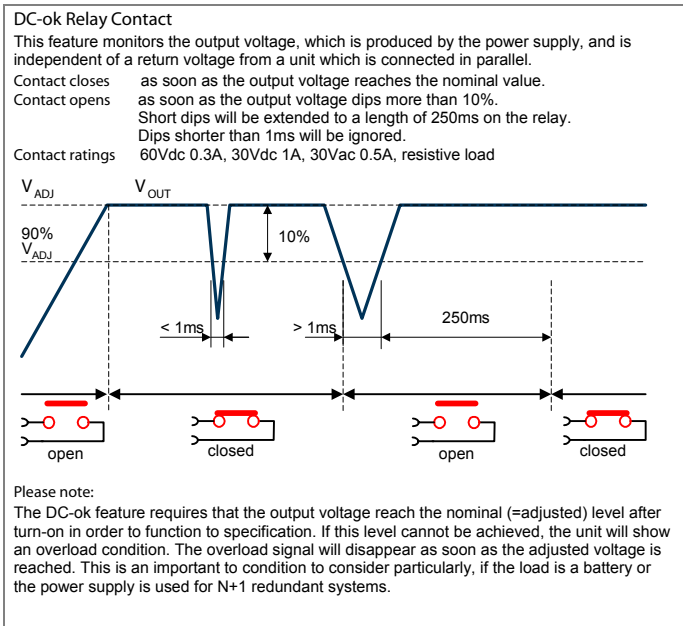 DC-ok Relay Contact
This feature monitors the output voltage, which is produced by the power supply, and is
independent of a return voltage from a unit which is connected in parallel.
Contact closes as soon as the output voltage reaches the nominal value.
Contact opens as soon as the output voltage dips more than 10%.
Short dips will be extended to a length of 250ms on the relay.
Dips shorter than 1ms will be ignored.
Contact ratings 60Vdc 0.3A, 30Vdc 1A, 30Vac 0.5A, resistive load
VADJ VOUT
90%
VADJ
10%
< 1ms > 1ms 250ms
open closed open closed
Please note:
The DC-ok feature requires that the output voltage reach the nominal (=adjusted) level after
turn-on in order to function to specification. If this level cannot be achieved, the unit will show
an overload condition. The overload signal will disappear as soon as the adjusted voltage is
reached. This is an important to condition to consider particularly, if the load is a battery or
the power supply is used for N+1 redundant systems.